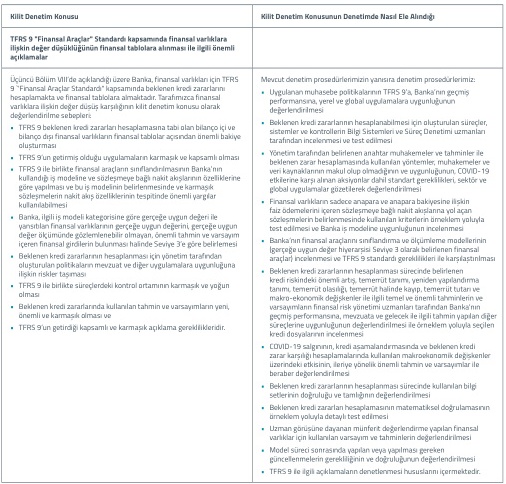 Kilit Denetim Konusu
Kilit Denetim Konusunun Denetimde Nasıl Ele Alındığı
TFRS 9 "Finansal Araçlar" Standardı kapsamında finansal varlıklara
ilişkin değer düşüklüğünün finansal tablolara alınması ile ilgili önemli
açıklamalar
Üçüncü Bölüm VIII'de açıklandığı üzere Banka, finansal varlıkları için TFRS
9 "Finansal Araçlar Standardı" kapsamında beklenen kredi zararlarını
hesaplamakta ve finansal tablolara almaktadır. Tarafımızca finansal
varlıklara ilişkin değer düşüş karşılığının kilit denetim konusu olarak
değerlendirilme sebepleri:
• TFRS 9 beklenen kredi zararları hesaplamasına tabi olan bilanço içi ve
bilanço dışı finansal varlıkların finansal tablolar açısından önemli bakiye
oluşturması
• TFRS 9'un getirmiş olduğu uygulamaların karmaşık ve kapsamlı olması
• TFRS 9 ile birlikte finansal araçların sınıflandırılmasının Banka'nın
kullandığı iş modeline ve sözleşmeye bağlı nakit akışlarının özelliklerine
göre yapılması ve bu iş modelinin belirlenmesinde ve karmaşık
sözleşmelerin nakit akış özelliklerinin tespitinde önemli yargılar
kullanılabilmesi
• Banka, ilgili iş modeli kategorisine göre gerçeğe uygun değeri ile
yansıtılan finansal varlıklarının gerçeğe uygun değerini, gerçeğe uygun
değer ölçümünde gözlemlenebilir olmayan, önemli tahmin ve varsayım
içeren finansal girdilerin bulunması halinde Seviye 3'e göre belirlemesi
• Beklenen kredi zararlarının hesaplanması için yönetim tarafından
oluşturulan politikaların mevzuat ve diğer uygulamalara uygunluğuna
ilişkin riskler taşıması
• TFRS 9 ile birlikte süreçlerdeki kontrol ortamının karmaşık ve yoğun
olması
• Beklenen kredi zararlarında kullanılan tahmin ve varsayımların yeni,
önemli ve karmaşık olması ve
• TFRS 9'un getirdiği kapsamlı ve karmaşık açıklama gereklilikleridir.
Mevcut denetim prosedürlerimizin yanısıra denetim prosedürlerimiz:
• Uygulanan muhasebe politikalarının TFRS 9'a, Banka'nın geçmiş
performansına, yerel ve global uygulamalara uygunluğunun
değerlendirilmesi
• Beklenen kredi zararlarının hesaplanabilmesi için oluşturulan süreçler,
sistemler ve kontrollerin Bilgi Sistemleri ve Süreç Denetimi uzmanları
tarafından incelenmesi ve test edilmesi
• Yönetim tarafından belirlenen anahtar muhakemeler ve tahminler ile
beklenen zarar hesaplamasında kullanılan yöntemler, muhakemeler ve
veri kaynaklarının makul olup olmadığının ve uygunluğunun, COVID-19
etkilerine karşı alınan aksiyonlar dahil standart gereklilikleri, sektör ve
global uygulamalar gözetilerek değerlendirilmesi
• Finansal varlıkların sadece anapara ve anapara bakiyesine ilişkin
faiz ödemelerini içeren sözleşmeye bağlı nakit akışlarına yol açan
sözleşmelerin belirlenmesinde kullanılan kriterlerin örneklem yoluyla
test edilmesi ve Banka iş modeline uygunluğunun incelenmesi
• Banka'nın finansal araçlarını sınıflandırma ve ölçümleme modellerinin
(gerçeğe uygun değer hiyerarşisi Seviye 3 olarak belirlenen finansal
araçlar) incelenmesi ve TFRS 9 standardı gereklilikleri ile karşılaştırılması
• Beklenen kredi zararlarının hesaplanması sürecinde belirlenen
kredi riskindeki önemli artış, temerrüt tanımı, yeniden yapılandırma
tanımı, temerrüt olasılığı, temerrüt halinde kayıp, temerrüt tutarı ve
makro-ekonomik değişkenler ile ilgili temel ve önemli tahminlerin ve
varsayımların finansal risk yönetimi uzmanları tarafından Banka'nın
geçmiş performansına, mevzuata ve gelecek ile ilgili tahmin yapılan diğer
süreçlerine uygunluğunun değerlendirilmesi ile örneklem yoluyla seçilen
kredi dosyalarının incelenmesi
• COVID-19 salgınının, kredi aşamalandırmasında ve beklenen kredi
zarar karşılığı hesaplamalarında kullanılan makroekonomik değişkenler
üzerindeki etkisinin, ileriye yönelik önemli tahmin ve varsayımlar ile
beraber değerlendirilmesi
• Beklenen kredi zararlarının hesaplanması sürecinde kullanılan bilgi
setlerinin doğruluğu ve tamlığının değerlendirilmesi
• Beklenen kredi zararları hesaplamasının matematiksel doğrulamasının
örneklem yoluyla detaylı test edilmesi
• Uzman görüşüne dayanan münferit değerlendirme yapılan finansal
varlıklar için kullanılan varsayım ve tahminlerin değerlendirilmesi
• Model süreci sonrasında yapılan veya yapılması gereken
güncellenmelerin gerekliliğinin ve doğruluğunun değerlendirilmesi
• TFRS 9 ile ilgili açıklamaların denetlenmesi hususlarını içermektedir.